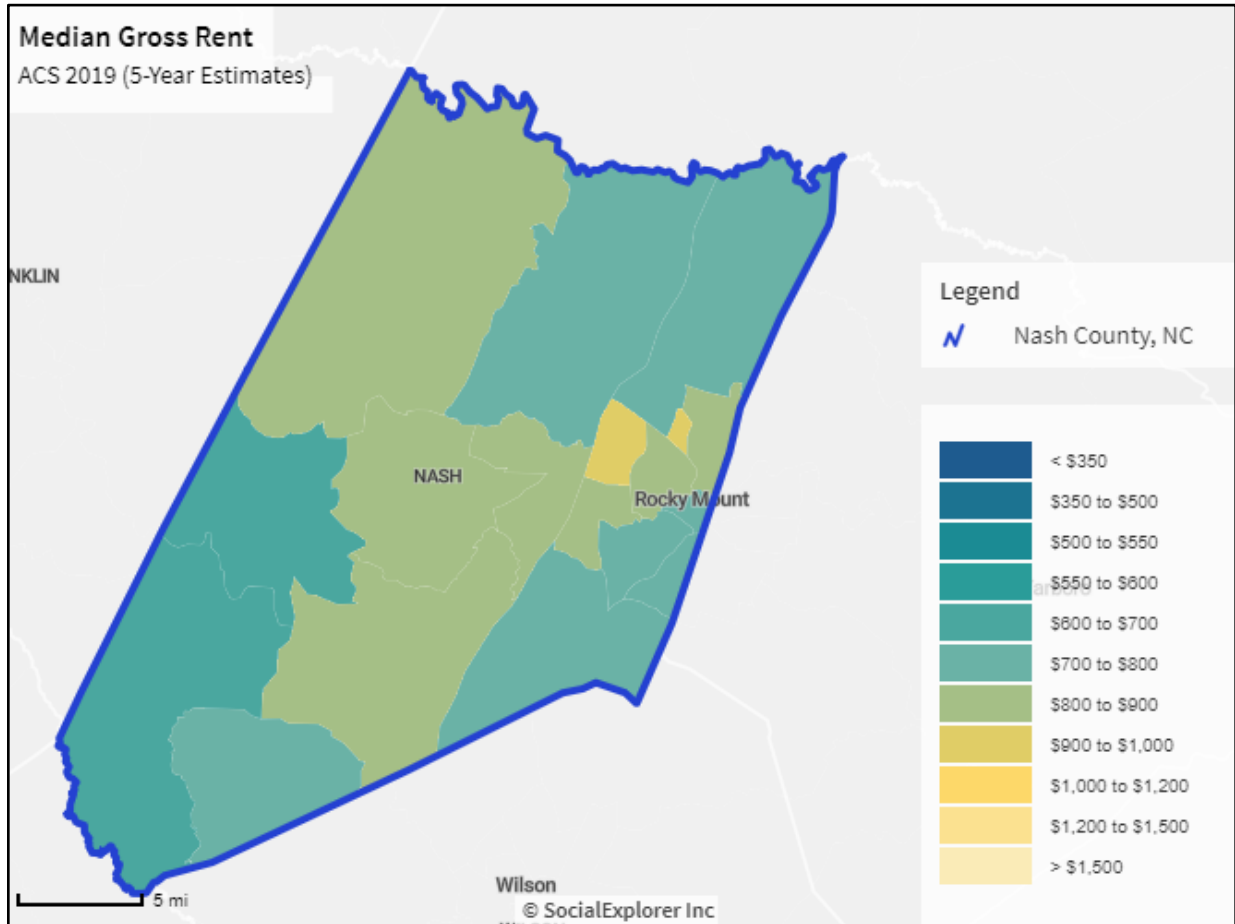 Median Gross Rent
ACS 2019 (5-Year Estimates)
NKLIN
NASH
Rocky Mount
Wilson
5 mi
© SocialExplorer Inc
Legend
Nash County, NC
< $350
$350 to $500
$500 to $550
$550 to $600
$600 to $700
$700 to $800
$800 to $900
$900 to $1,000
$1,000 to $1,200
$1,200 to $1,500
> $1,500